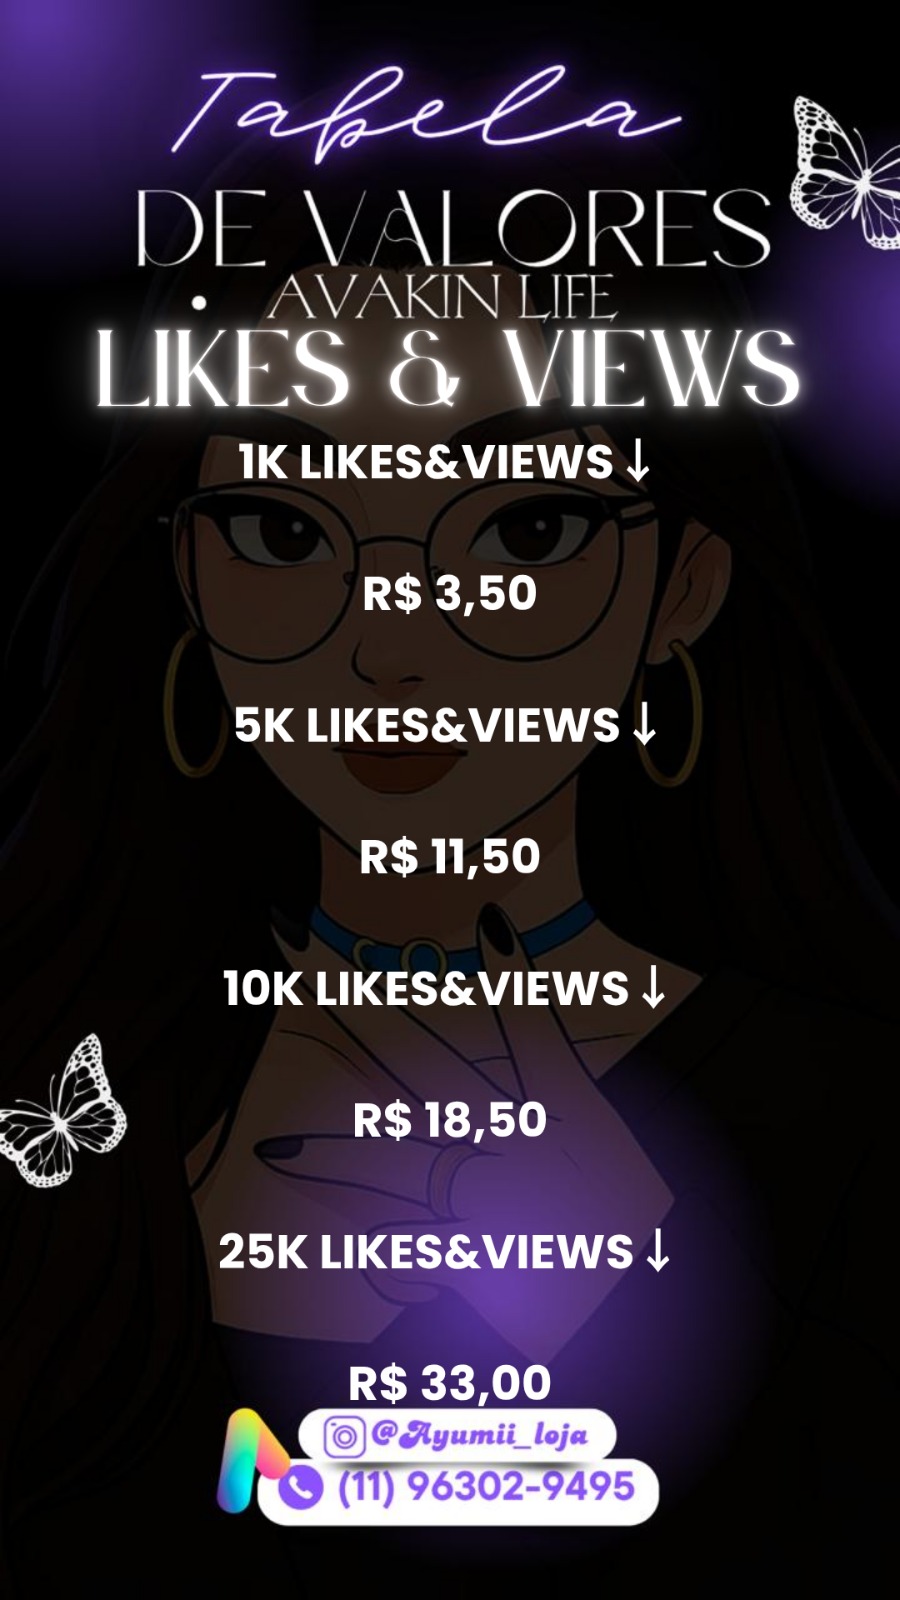 Tabela
DE VALORES
AVAKIN LIFE
LIKES & VIEWS
1K LIKES&VIEWS↓
R$ 3,50
5K LIKES&VIEWS↓
R$ 11,50
10K LIKES&VIEWS↓
R$ 18,50
25K LIKES&VIEWS↓
R$ 33,00
@Ayumii_loja
(11) 96302-9495